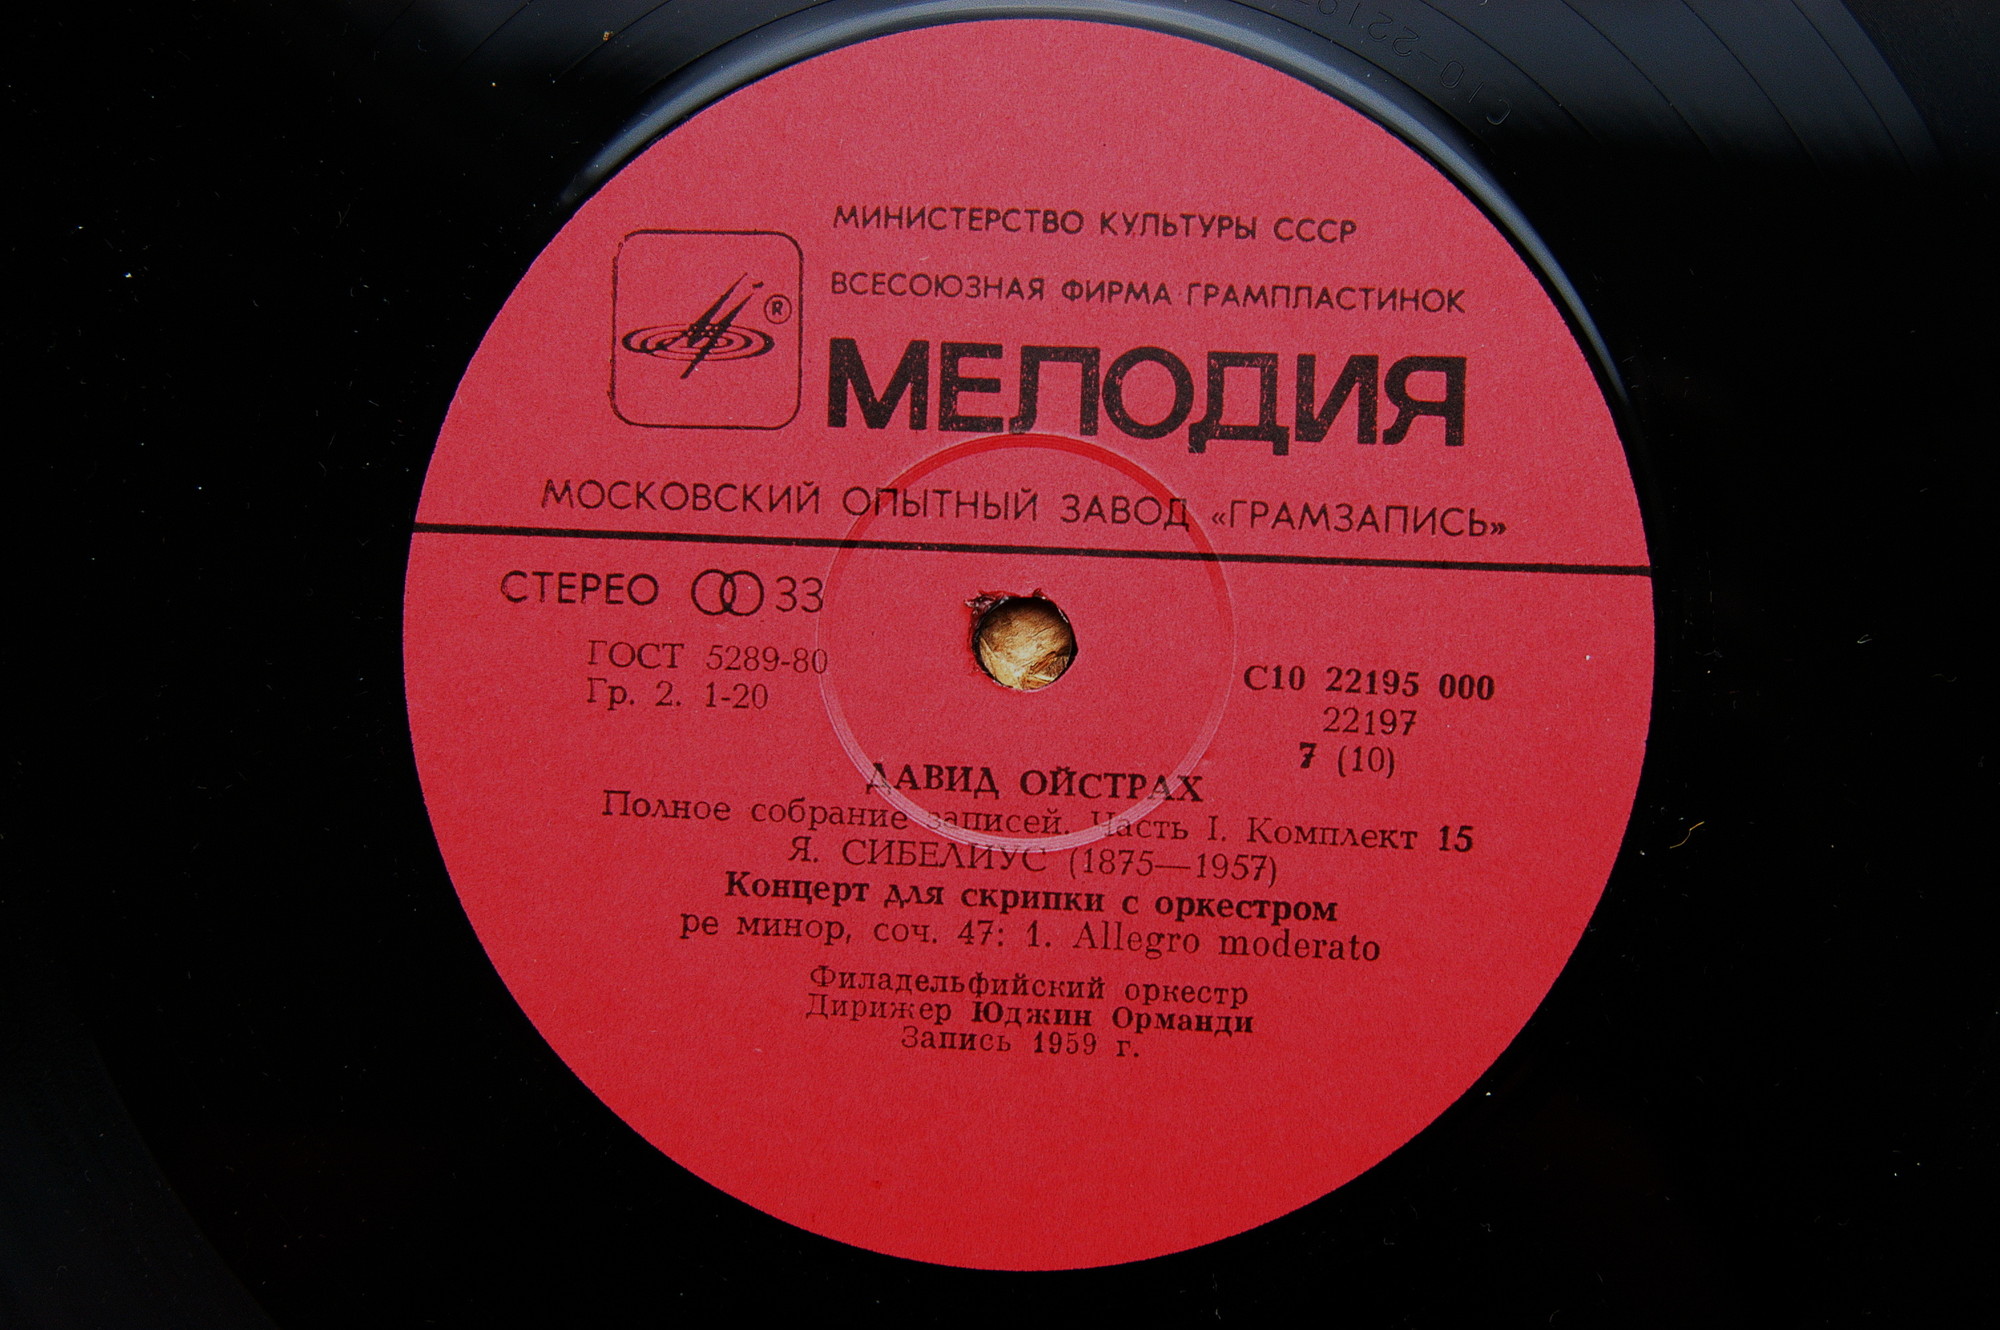 С10-2219
МИНИСТЕРСТВО КУЛЬТУРЫ СССР
ВСЕСОЮЗНАЯ ФИРМА ГРАМПЛАСТИНОК
®
МЕЛОДИЯ
МОСКОВСКИЙ ОПЫТНЫЙ ЗАВОД «ГРАМЗАПИСЬ»
СТЕРЕО 33
ГОСТ 5289-80
Гр. 2. 1-20
С10 22195 000
22197
7 (10)
ДАВИД ОЙСТРАХ
Полное собрание записей. Часть I. Комплект 15
Я. СИБЕЛИУС (1875—1957)
Концерт для скрипки с оркестром
ре минор, соч. 47: 1. Allegro moderato
Филадельфийский оркестр
Дирижер Юджин Орманди
Запись 1959 г.